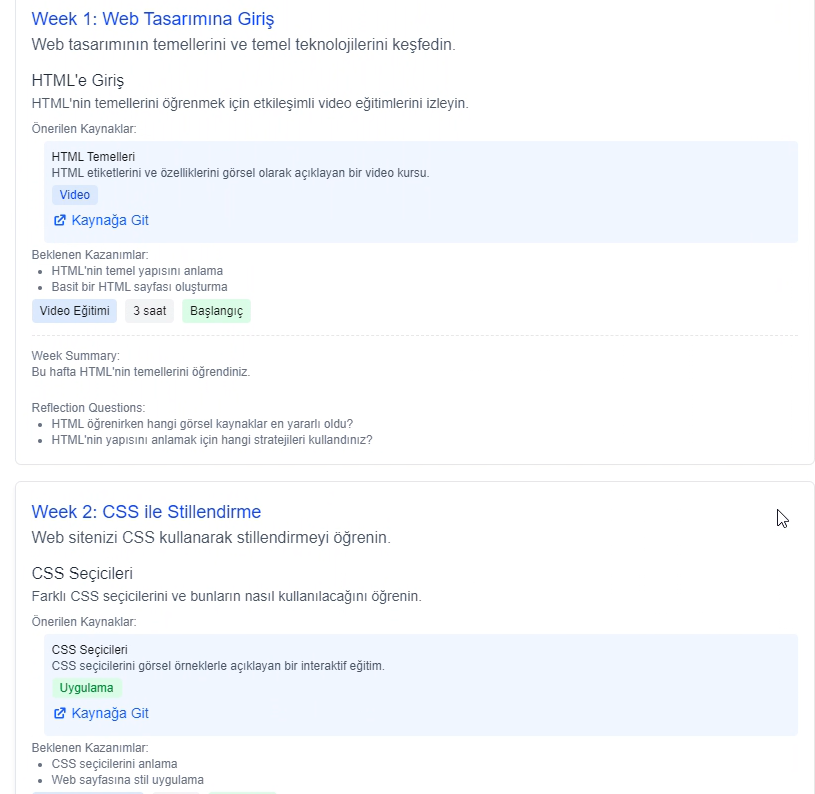 Week 1: Web Tasarımına Giriş
Web tasarımının temellerini ve temel teknolojilerini keşfedin.
HTML'e Giriş
HTML'nin temellerini öğrenmek için etkileşimli video eğitimlerini izleyin.
Önerilen Kaynaklar:
HTML Temelleri
HTML etiketlerini ve özelliklerini görsel olarak açıklayan bir video kursu.
Video
Kaynağa Git
Beklenen Kazanımlar:
HTML'nin temel yapısını anlama
Basit bir HTML sayfası oluşturma
Video Eğitimi 3 saat Başlangıç
Week Summary:
Bu hafta HTML'nin temellerini öğrendiniz.
Reflection Questions:
HTML öğrenirken hangi görsel kaynaklar en yararlı oldu?
HTML'nin yapısını anlamak için hangi stratejileri kullandınız?
Week 2: CSS ile Stillendirme
Web sitenizi CSS kullanarak stillendirmeyi öğrenin.
CSS Seçicileri
Farklı CSS seçicilerini ve bunların nasıl kullanılacağını öğrenin.
Önerilen Kaynaklar:
CSS Seçicileri
CSS seçicilerini görsel örneklerle açıklayan bir interaktif eğitim.
Uygulama
Kaynağa Git
Beklenen Kazanımlar:
CSS seçicilerini anlama
Web sayfasına stil uygulama